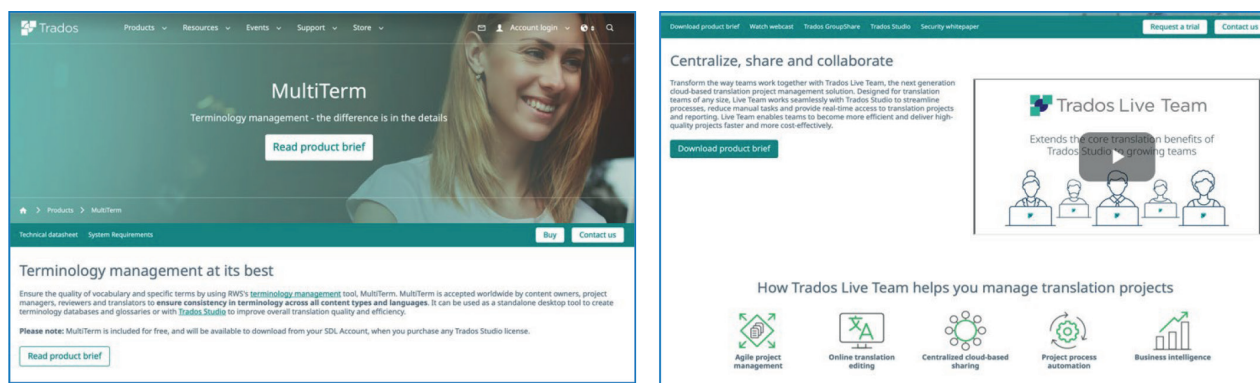 Trados
Products Resources Events Support Store Account login
MultiTerm
Terminology management - the difference is in the details
Read product brief
Products > MultiTerm
Technical datasheet System Requirements Buy Contact us
Terminology management at its best
Ensure the quality of vocabulary and specific terms by using RWS's terminology management tool, MultiTerm. MultiTerm is accepted worldwide by content owners, project
managers, reviewers and translators to ensure consistency in terminology across all content types and languages. It can be used as a standalone desktop tool to create
terminology databases and glossaries or with Trados Studio to improve overall translation quality and efficiency.
Please note: MultiTerm is included for free, and will be available to download from your SDL Account, when you purchase any Trados Studio license.
Read product brief
Download product brief Watch webcast Trados GroupShare Trados Studio Security whitepaper Request a trial Contact us
Centralize, share and collaborate
Transform the way teams work together with Trados Live Team, the next generation
cloud-based translation project management solution. Designed for translation
teams of any size, Live Team works seamlessly with Trados Studio to streamline
processes, reduce manual tasks and provide real-time access to translation projects
and reporting. Live Team enables teams to become more efficient and deliver high-
quality projects faster and more cost-effectively.
Download product brief
Trados Live Team
Extends the core translation benefits of
Trados Studio to growing teams
How Trados Live Team helps you manage translation projects
Agile project
management
Online translation
editing
Centralized cloud-based
sharing
Project process
automation
Business intelligence